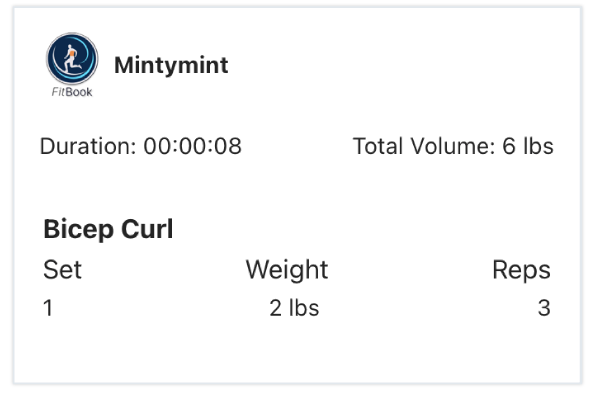 Mintymint
FitBook
Duration: 00:00:08 Total Volume: 6 lbs
Bicep Curl
Set Weight Reps
1 2 lbs 3